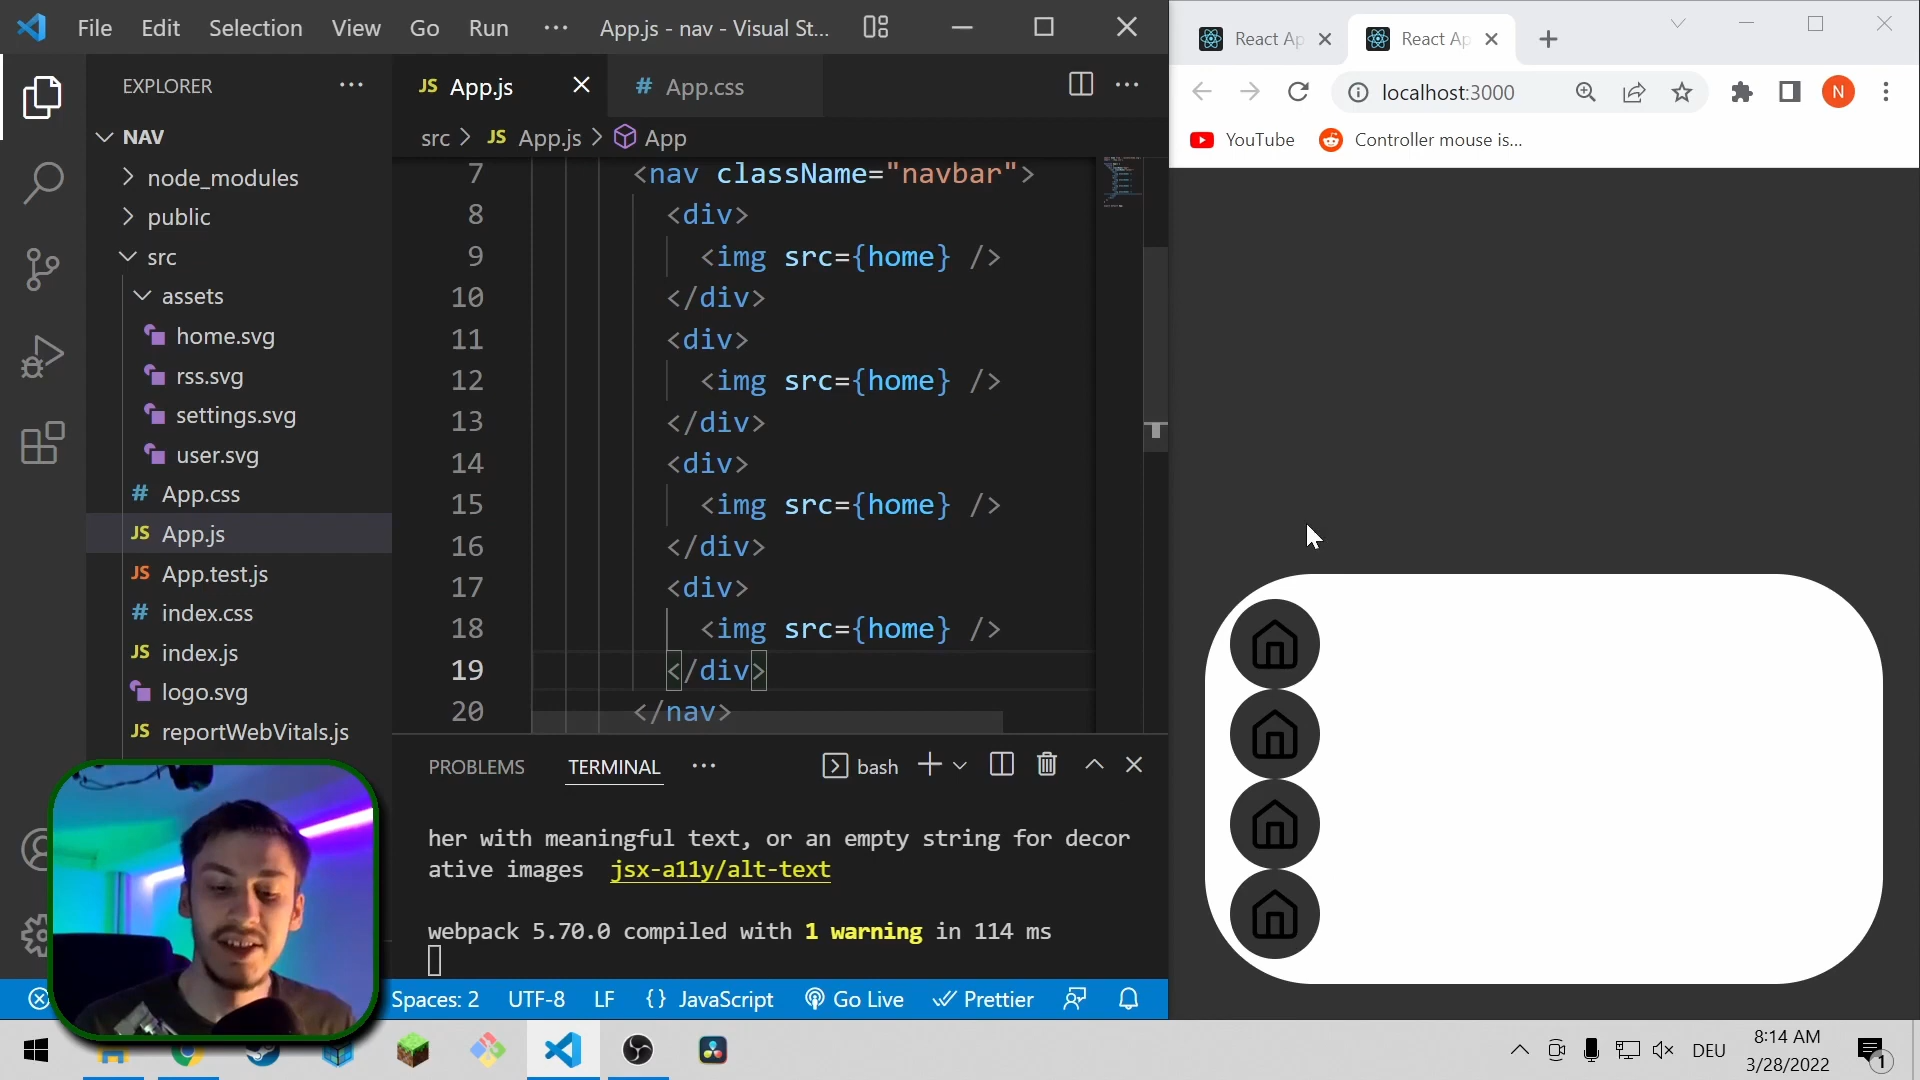 File Edit Selection View Go Run ··· App.js - nav - Visual St...
EXPLORER ···
NAV
node_modules
public
src
assets
home.svg
rss.svg
settings.svg
user.svg
# App.css
JS App.js
JS App.test.js
# index.css
JS index.js
logo.svg
JS reportWebVitals.js
JS App.js
# App.css
src > JS App.js > App
7 <nav className="navbar">
8 <div>
9 <img src={home} />
10 </div>
11 <div>
12 <img src={home} />
13 </div>
14 <div>
15 <img src={home} />
16 </div>
17 <div>
18 <img src={home} />
19 </div>
20 </nav>
PROBLEMS TERMINAL ··· bash
her with meaningful text, or an empty string for decor
ative images jsx-a11y/alt-text
webpack 5.70.0 compiled with 1 warning in 114 ms
Spaces: 2 UTF-8 LF {} JavaScript Go Live Prettier
React Ap
React Ap
localhost:3000
N
YouTube
Controller mouse is...
DEU
8:14 AM
3/28/2022
1